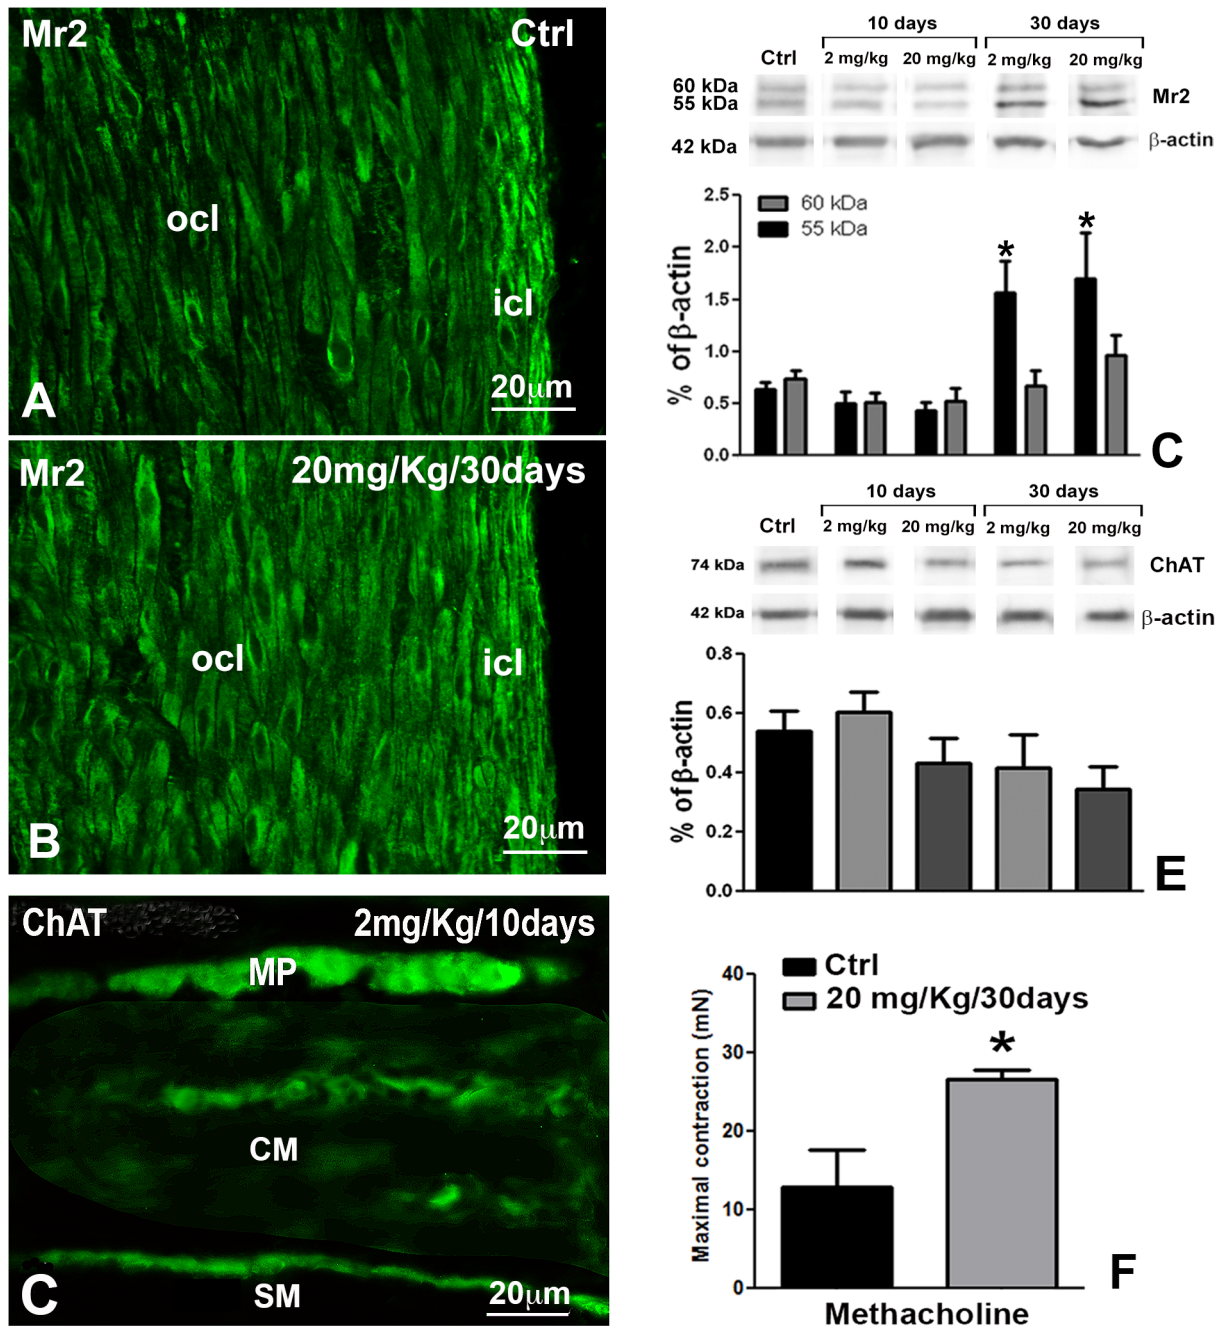 Mr2 Ctrl
ocl
icl
20μm
A
Mr2 20mg/Kg/30days
ocl icl
20μm
B
ChAT 2mg/Kg/10days
MP
CM
SM
20μm
C
10 days 30 days
Ctrl 2 mg/kg 20 mg/kg 2 mg/kg 20 mg/kg
60 kDa
55 kDa
Mr2
42 kDa
β-actin
2.5
2.0
1.5
1.0
0.5
0.0
% of β-actin
60 kDa
55 kDa
* *
C
10 days 30 days
Ctrl 2 mg/kg 20 mg/kg 2 mg/kg 20 mg/kg
74 kDa ChAT
42 kDa β-actin
0.8
0.6
0.4
0.2
0.0
% of β-actin
E
40
30
20
10
0
Maximal contraction (mN)
Ctrl
20 mg/Kg/30days
*
Methacholine
F